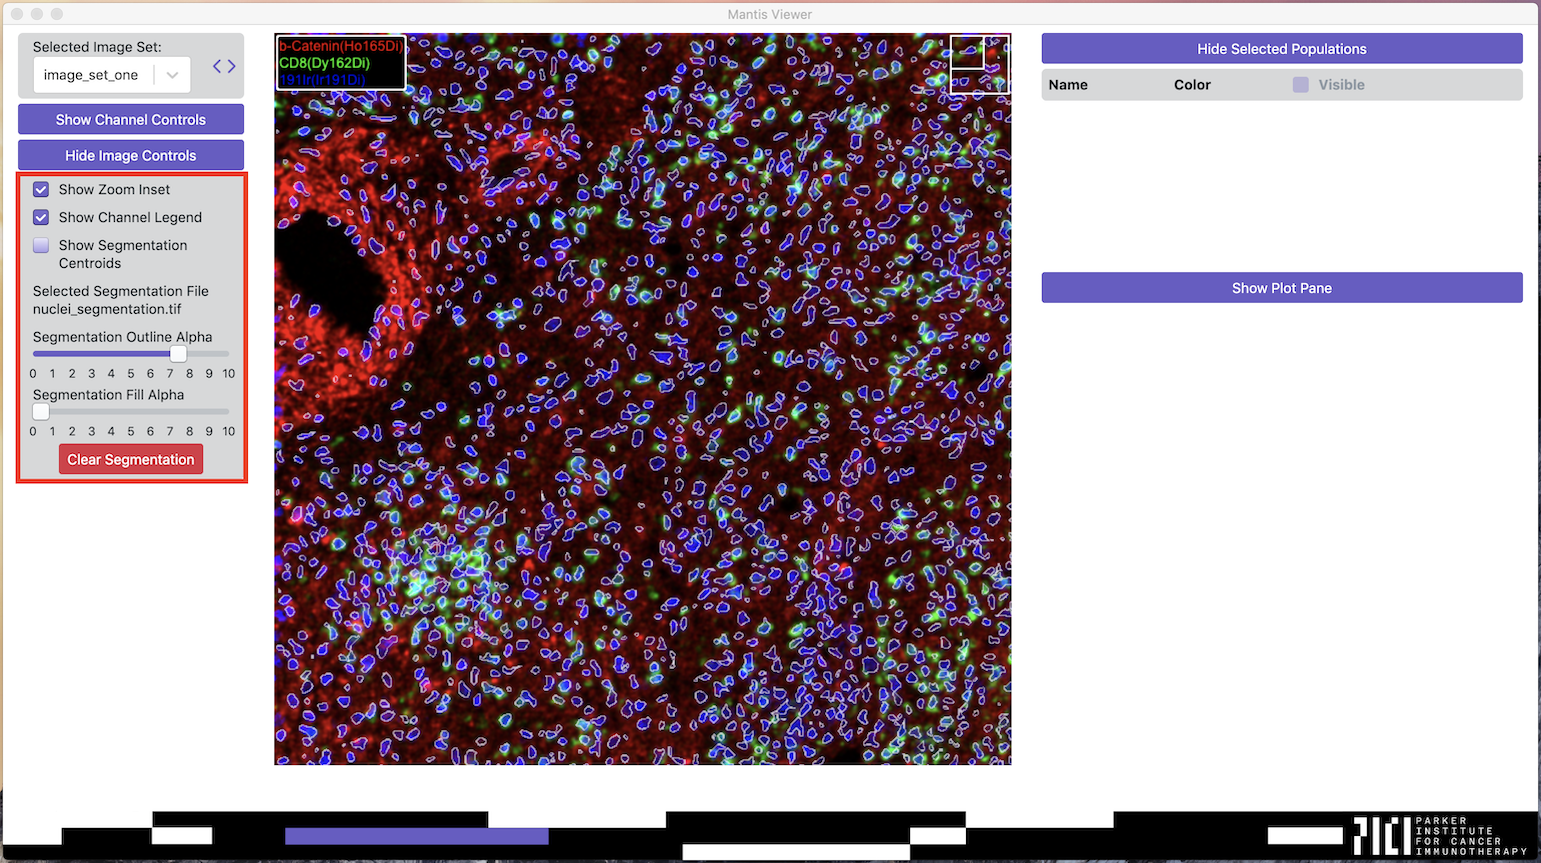 Mantis Viewer
Selected Image Set:
image_set_one
Show Channel Controls
Hide Image Controls
Show Zoom Inset
Show Channel Legend
Show Segmentation
Centroids
Selected Segmentation File
nuclei_segmentation.tif
Segmentation Outline Alpha
0 1 2 3 4 5 6 7 8 9 10
Segmentation Fill Alpha
0 1 2 3 4 5 6 7 8 9 10
Clear Segmentation
b-Catenin(Ho165Di)
CD8(Dy162Di)
191Ir(Ir191Di)
Hide Selected Populations
Name Color Visible
Show Plot Pane
PICI
PARKER
INSTITUTE
FOR CANCER
IMMUNOTHERAPY